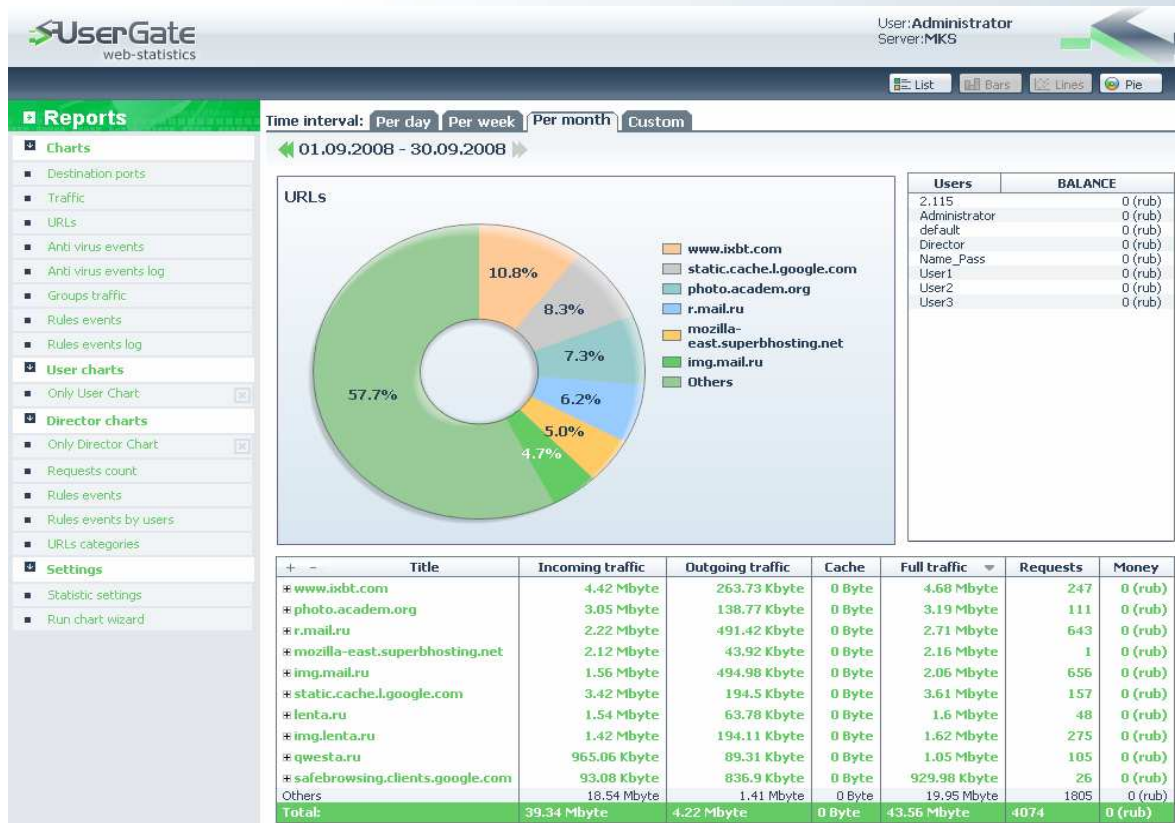 UserGate
web-statistics
User:Administrator
Server:MKS
List
Bars
Lines
Pie
Reports
Charts
Destination ports
Traffic
URLs
Anti virus events
Anti virus events log
Groups traffic
Rules events
Rules events log
User charts
Only User Chart
Director charts
Only Director Chart
Requests count
Rules events
Rules events by users
URLs categories
Settings
Statistic settings
Run chart wizard
Time interval: Per day Per week Per month Custom
01.09.2008 - 30.09.2008
URLs
10.8%
8.3%
7.3%
6.2%
5.0%
4.7%
57.7%
www.ixbt.com
static.cache.l.google.com
photo.academ.org
r.mail.ru
mozilla-
east.superbhosting.net
img.mail.ru
Others
Users BALANCE
2.115 0 (rub)
Administrator 0 (rub)
default 0 (rub)
Director 0 (rub)
Name_Pass 0 (rub)
User1 0 (rub)
User2 0 (rub)
User3 0 (rub)
+ - Title Incoming traffic Outgoing traffic Cache Full traffic Requests Money
www.ixbt.com 4.42 Mbyte 263.73 Kbyte 0 Byte 4.68 Mbyte 247 0 (rub)
photo.academ.org 3.05 Mbyte 138.77 Kbyte 0 Byte 3.19 Mbyte 111 0 (rub)
r.mail.ru 2.22 Mbyte 491.42 Kbyte 0 Byte 2.71 Mbyte 643 0 (rub)
mozilla-east.superbhosting.net 2.12 Mbyte 43.92 Kbyte 0 Byte 2.16 Mbyte 1 0 (rub)
img.mail.ru 1.56 Mbyte 494.98 Kbyte 0 Byte 2.06 Mbyte 656 0 (rub)
static.cache.l.google.com 3.42 Mbyte 194.5 Kbyte 0 Byte 3.61 Mbyte 157 0 (rub)
lenta.ru 1.54 Mbyte 63.78 Kbyte 0 Byte 1.6 Mbyte 48 0 (rub)
img.lenta.ru 1.42 Mbyte 194.11 Kbyte 0 Byte 1.62 Mbyte 275 0 (rub)
qwesta.ru 965.06 Kbyte 89.31 Kbyte 0 Byte 1.05 Mbyte 105 0 (rub)
safebrowsing.clients.google.com 93.08 Kbyte 836.9 Kbyte 0 Byte 929.98 Kbyte 26 0 (rub)
Others 18.54 Mbyte 1.41 Mbyte 0 Byte 19.95 Mbyte 1805 0 (rub)
Total: 39.34 Mbyte 4.22 Mbyte 0 Byte 43.56 Mbyte 4074 0 (rub)